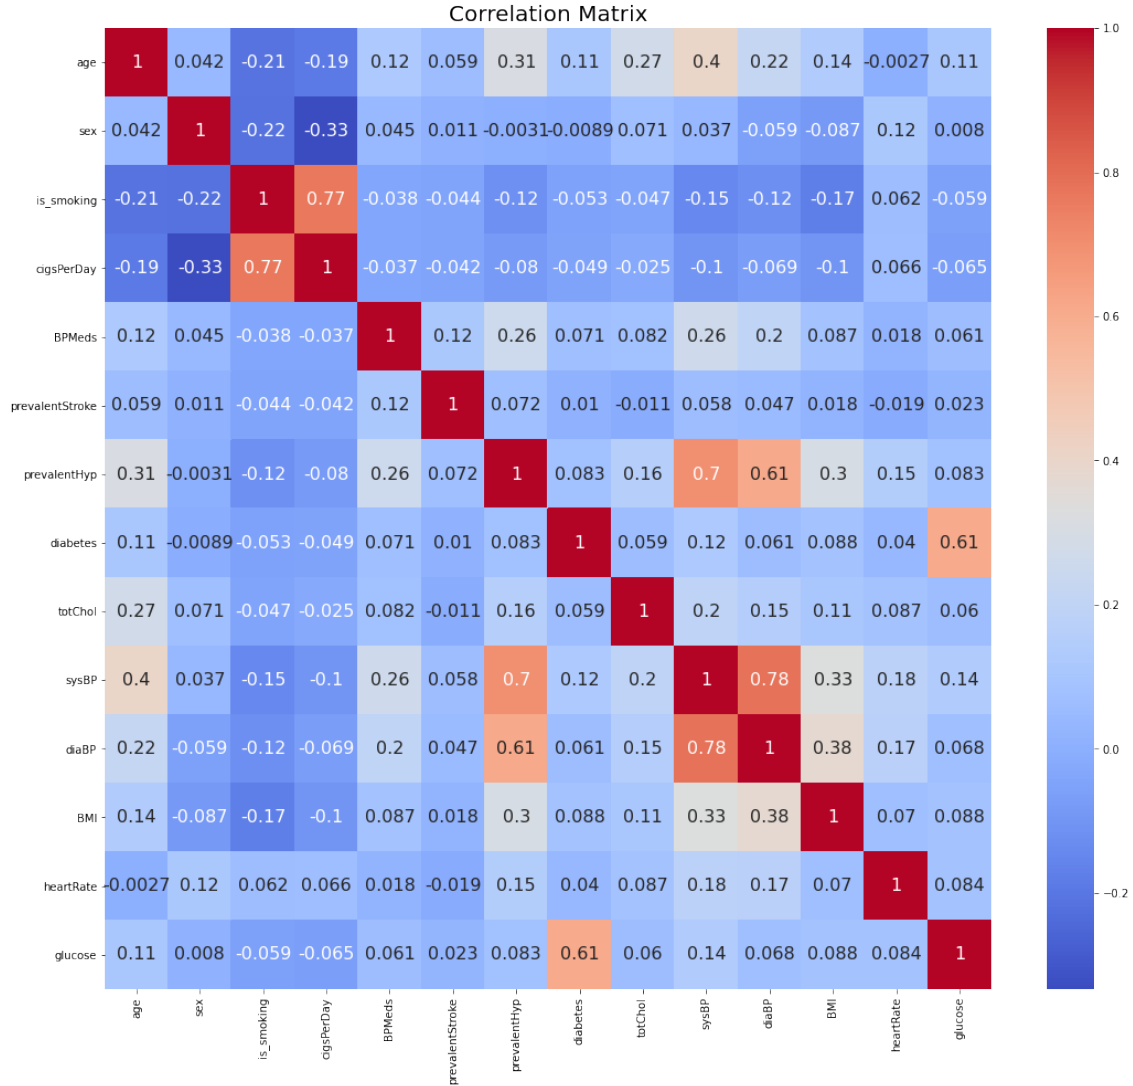 Correlation Matrix
age 1 0.042 -0.21 -0.19 0.12 0.059 0.31 0.11 0.27 0.4 0.22 0.14 -0.0027 0.11
sex 0.042 1 -0.22 -0.33 0.045 0.011 -0.0031 -0.0089 0.071 0.037 -0.059 -0.087 0.12 0.008
is_smoking -0.21 -0.22 1 0.77 -0.038 -0.044 -0.12 -0.053 -0.047 -0.15 -0.12 -0.17 0.062 -0.059
cigsPerDay -0.19 -0.33 0.77 1 -0.037 -0.042 -0.08 -0.049 -0.025 -0.1 -0.069 -0.1 0.066 -0.065
BPMeds 0.12 0.045 -0.038 -0.037 1 0.12 0.26 0.071 0.082 0.26 0.2 0.087 0.018 0.061
prevalentStroke 0.059 0.011 -0.044 -0.042 0.12 1 0.072 0.01 -0.011 0.058 0.047 0.018 -0.019 0.023
prevalentHyp 0.31 -0.0031 -0.12 -0.08 0.26 0.072 1 0.083 0.16 0.7 0.61 0.3 0.15 0.083
diabetes 0.11 -0.0089 -0.053 -0.049 0.071 0.01 0.083 1 0.059 0.12 0.061 0.088 0.04 0.61
totChol 0.27 0.071 -0.047 -0.025 0.082 -0.011 0.16 0.059 1 0.2 0.15 0.11 0.087 0.06
sysBP 0.4 0.037 -0.15 -0.1 0.26 0.058 0.7 0.12 0.2 1 0.78 0.33 0.18 0.14
diaBP 0.22 -0.059 -0.12 -0.069 0.2 0.047 0.61 0.061 0.15 0.78 1 0.38 0.17 0.068
BMI 0.14 -0.087 -0.17 -0.1 0.087 0.018 0.3 0.088 0.11 0.33 0.38 1 0.07 0.088
heartRate -0.0027 0.12 0.062 0.066 0.018 -0.019 0.15 0.04 0.087 0.18 0.17 0.07 1 0.084
glucose 0.11 0.008 -0.059 -0.065 0.061 0.023 0.083 0.61 0.06 0.14 0.068 0.088 0.084 1
age sex is_smoking cigsPerDay BPMeds prevalentStroke prevalentHyp diabetes totChol sysBP diaBP BMI heartRate glucose
1.0
0.8
0.6
0.4
0.2
0.0
−0.2